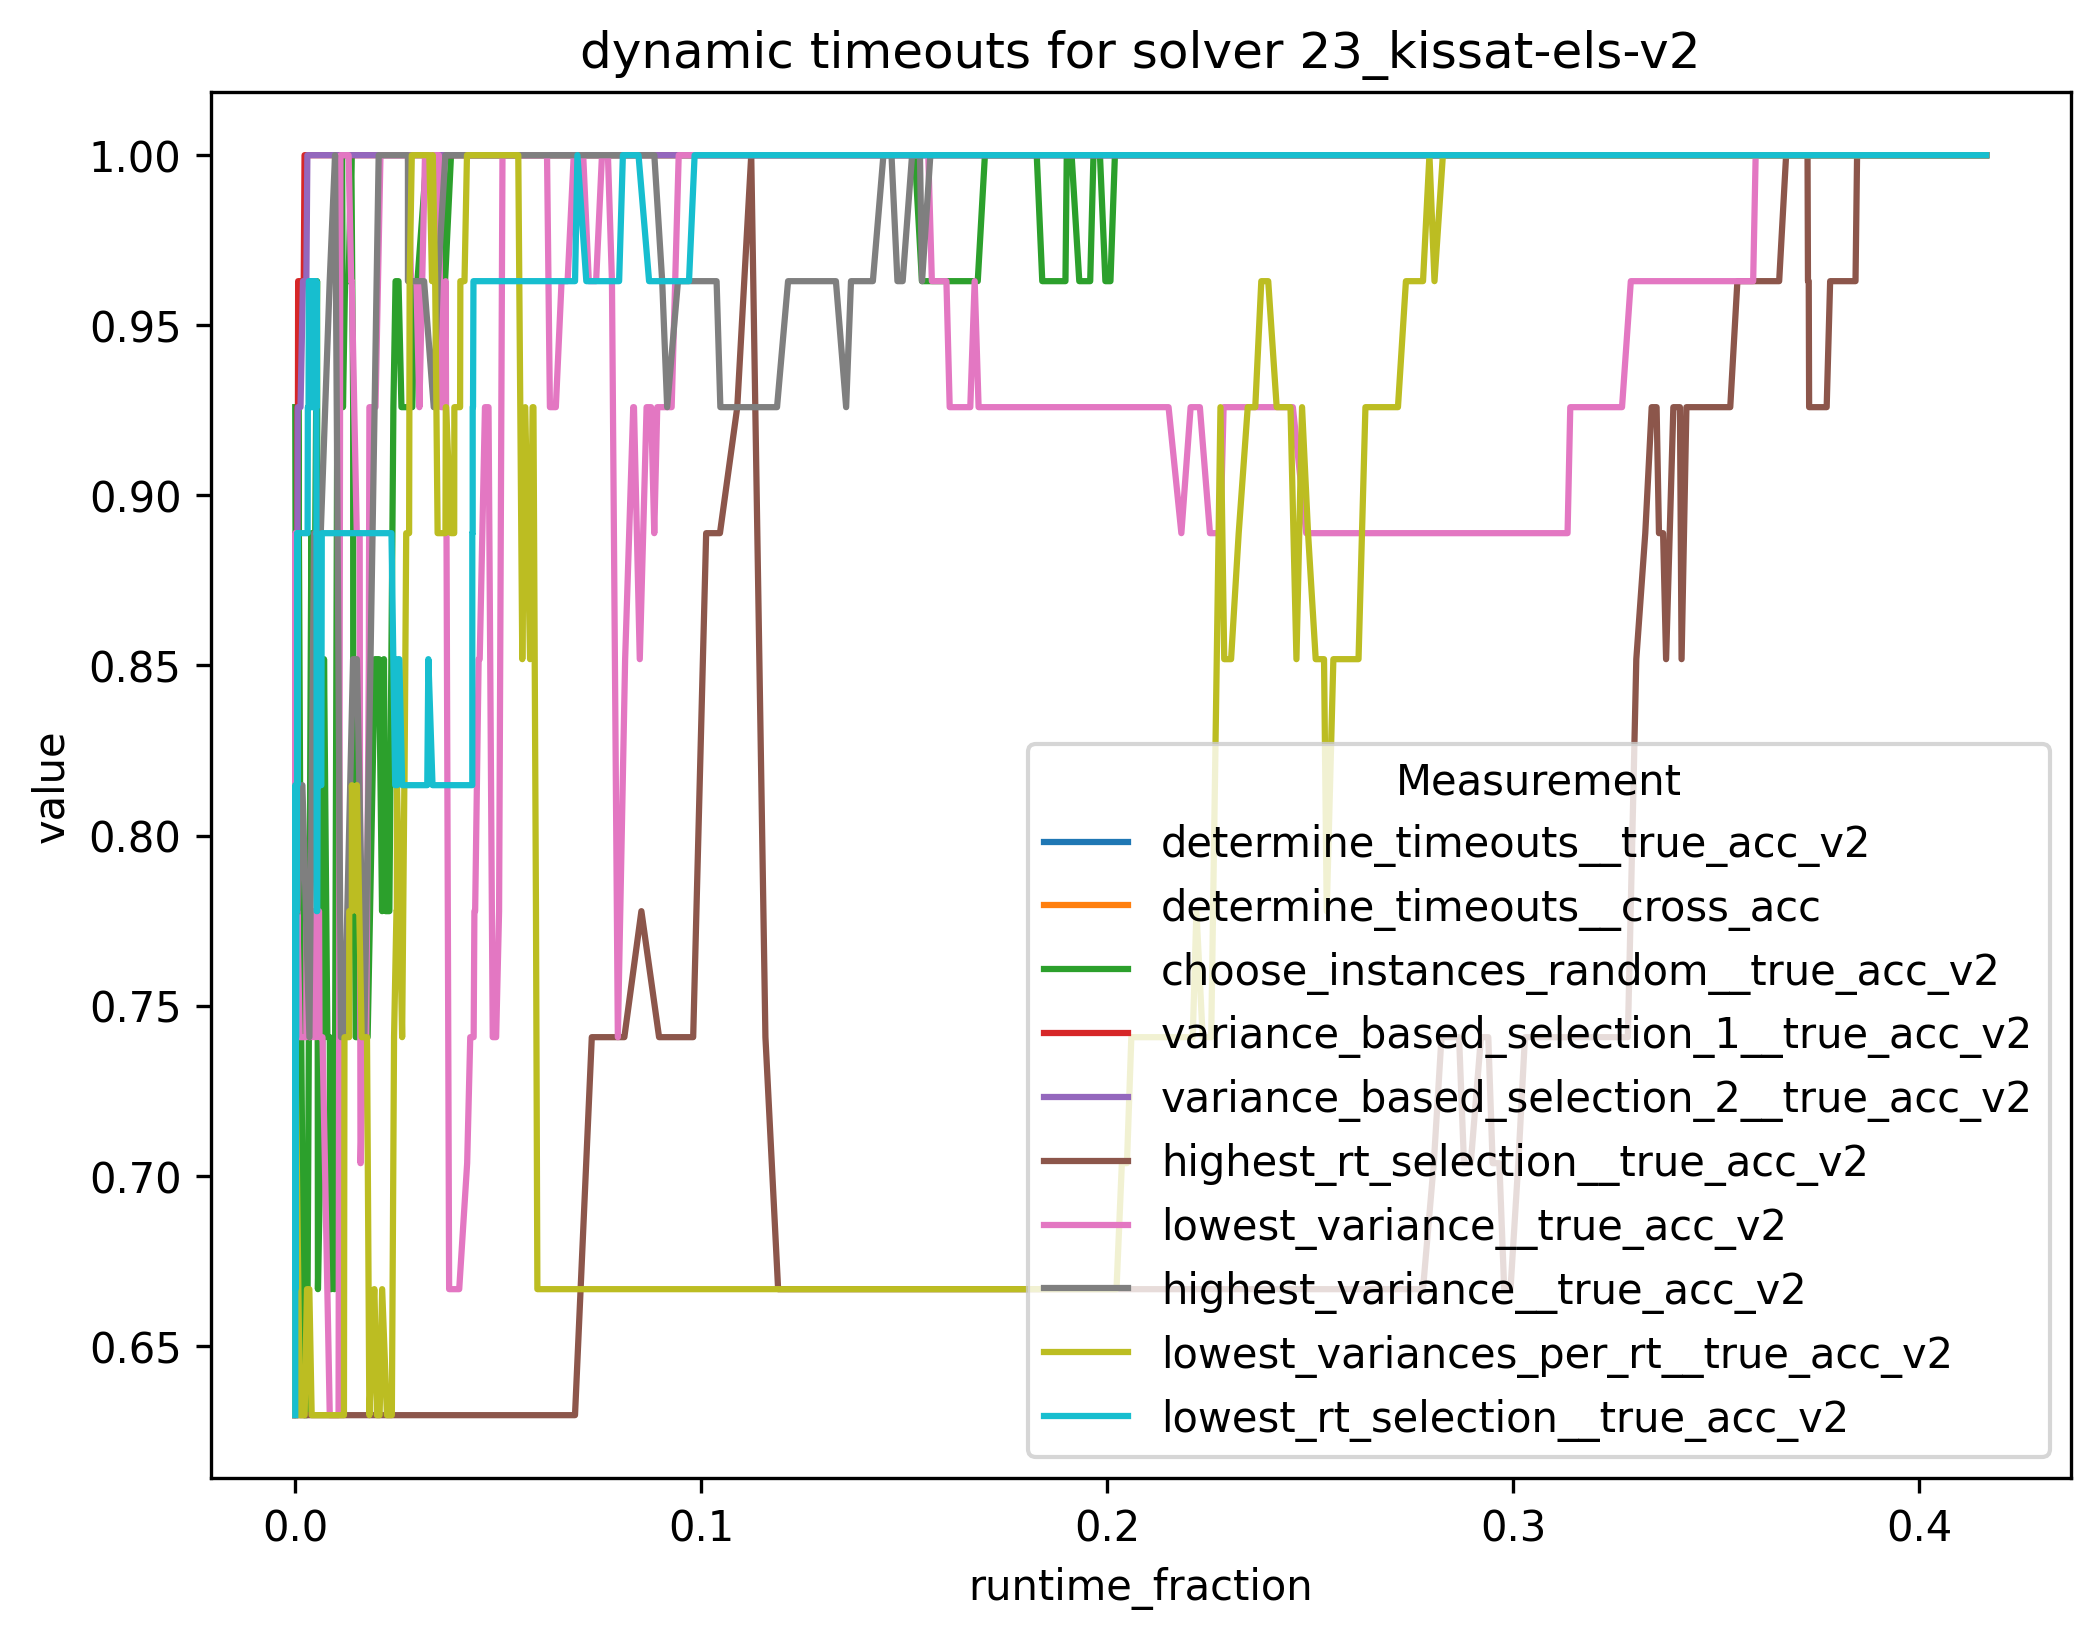 dynamic timeouts for solver 23_kissat-els-v2
1.00
0.95
0.90
0.85
0.80
0.75
0.70
0.65
value
Measurement
determine_timeouts__true_acc_v2
determine_timeouts__cross_acc
choose_instances_random__true_acc_v2
variance_based_selection_1__true_acc_v2
variance_based_selection_2__true_acc_v2
highest_rt_selection__true_acc_v2
lowest_variance__true_acc_v2
highest_variance__true_acc_v2
lowest_variances_per_rt__true_acc_v2
lowest_rt_selection__true_acc_v2
0.0 0.1 0.2 0.3 0.4
runtime_fraction